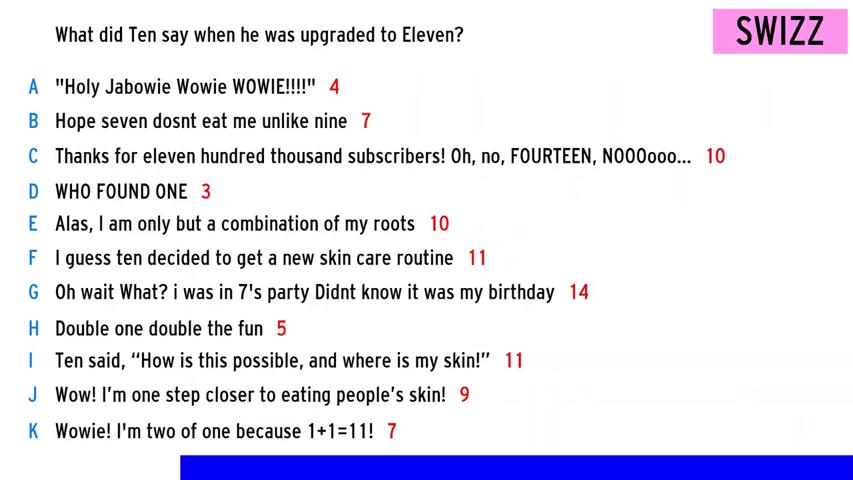 What did Ten say when he was upgraded to Eleven?
SWIZZ
A "Holy Jabowie Wowie WOWIE!!!!" 4
B Hope seven dosnt eat me unlike nine 7
C Thanks for eleven hundred thousand subscribers! Oh, no, FOURTEEN, NOOOooo... 10
D WHO FOUND ONE 3
E Alas, I am only but a combination of my roots 10
F I guess ten decided to get a new skin care routine 11
G Oh wait What? i was in 7's party Didnt know it was my birthday 14
H Double one double the fun 5
I Ten said, “How is this possible, and where is my skin!” 11
J Wow! I’m one step closer to eating people’s skin! 9
K Wowie! I'm two of one because 1+1=11! 7